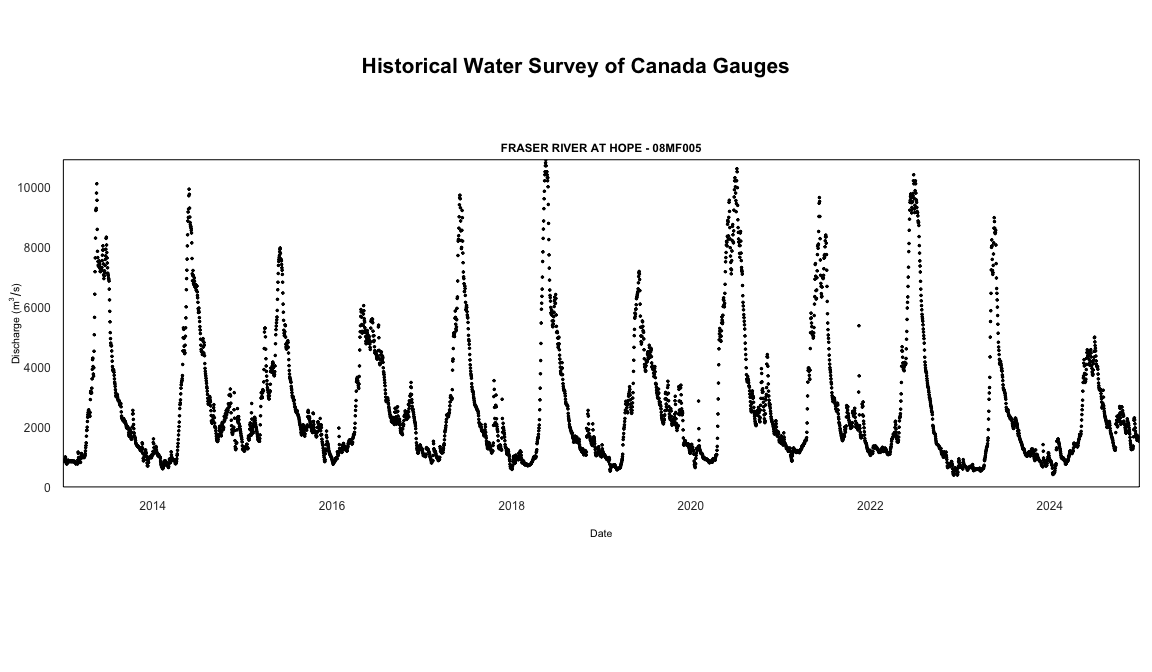 Historical Water Survey of Canada Gauges
FRASER RIVER AT HOPE - 08MF005
Discharge (m³/s)
10000
8000
6000
4000
2000
0
2014 2016 2018 2020 2022 2024
Date